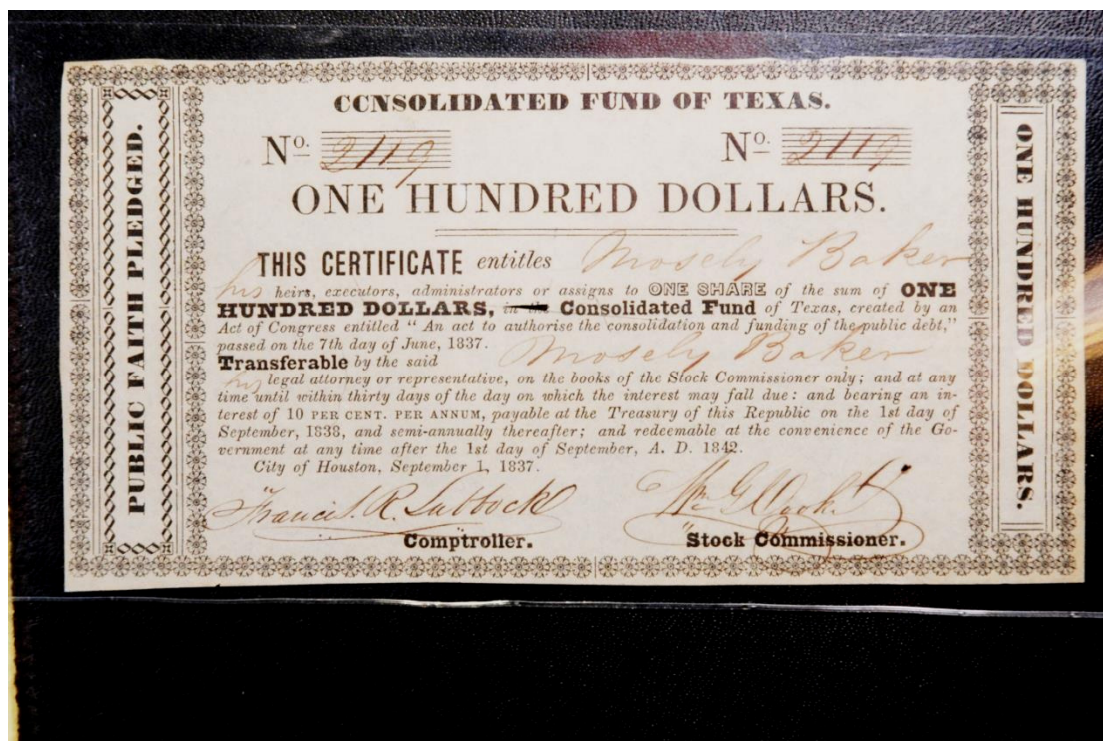 CONSOLIDATED FUND OF TEXAS.
No. 2119 No. 2119
ONE HUNDRED DOLLARS.
THIS CERTIFICATE entitles Mosely Baker
his heirs, executors, administrators or assigns to ONE SHARE of the sum of ONE
HUNDRED DOLLARS, in the Consolidated Fund of Texas, created by an
Act of Congress entitled "An act to authorise the consolidation and funding of the public debt,"
passed on the 7th day of June, 1837.
Transferable by the said Mosely Baker
his legal attorney or representative, on the books of the Stock Commissioner only; and at any
time until within thirty days of the day on which the interest may fall due: and bearing an in-
terest of 10 PER CENT. PER ANNUM, payable at the Treasury of this Republic on the 1st day of
September, 1838, and semi-annually thereafter; and redeemable at the convenience of the Go-
vernment at any time after the 1st day of September, A. D. 1842.
City of Houston, September 1, 1837.
Francis R. Lubbock Wm G Cook
Comptroller. Stock Commissioner.
PUBLIC FAITH PLEDGED.
ONE HUNDRED DOLLARS.